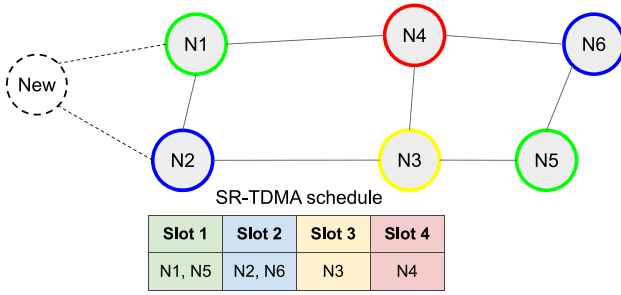 N1
N4
N6
New
N2
N3
N5
SR-TDMA schedule
Slot 1 Slot 2 Slot 3 Slot 4
N1, N5 N2, N6 N3 N4